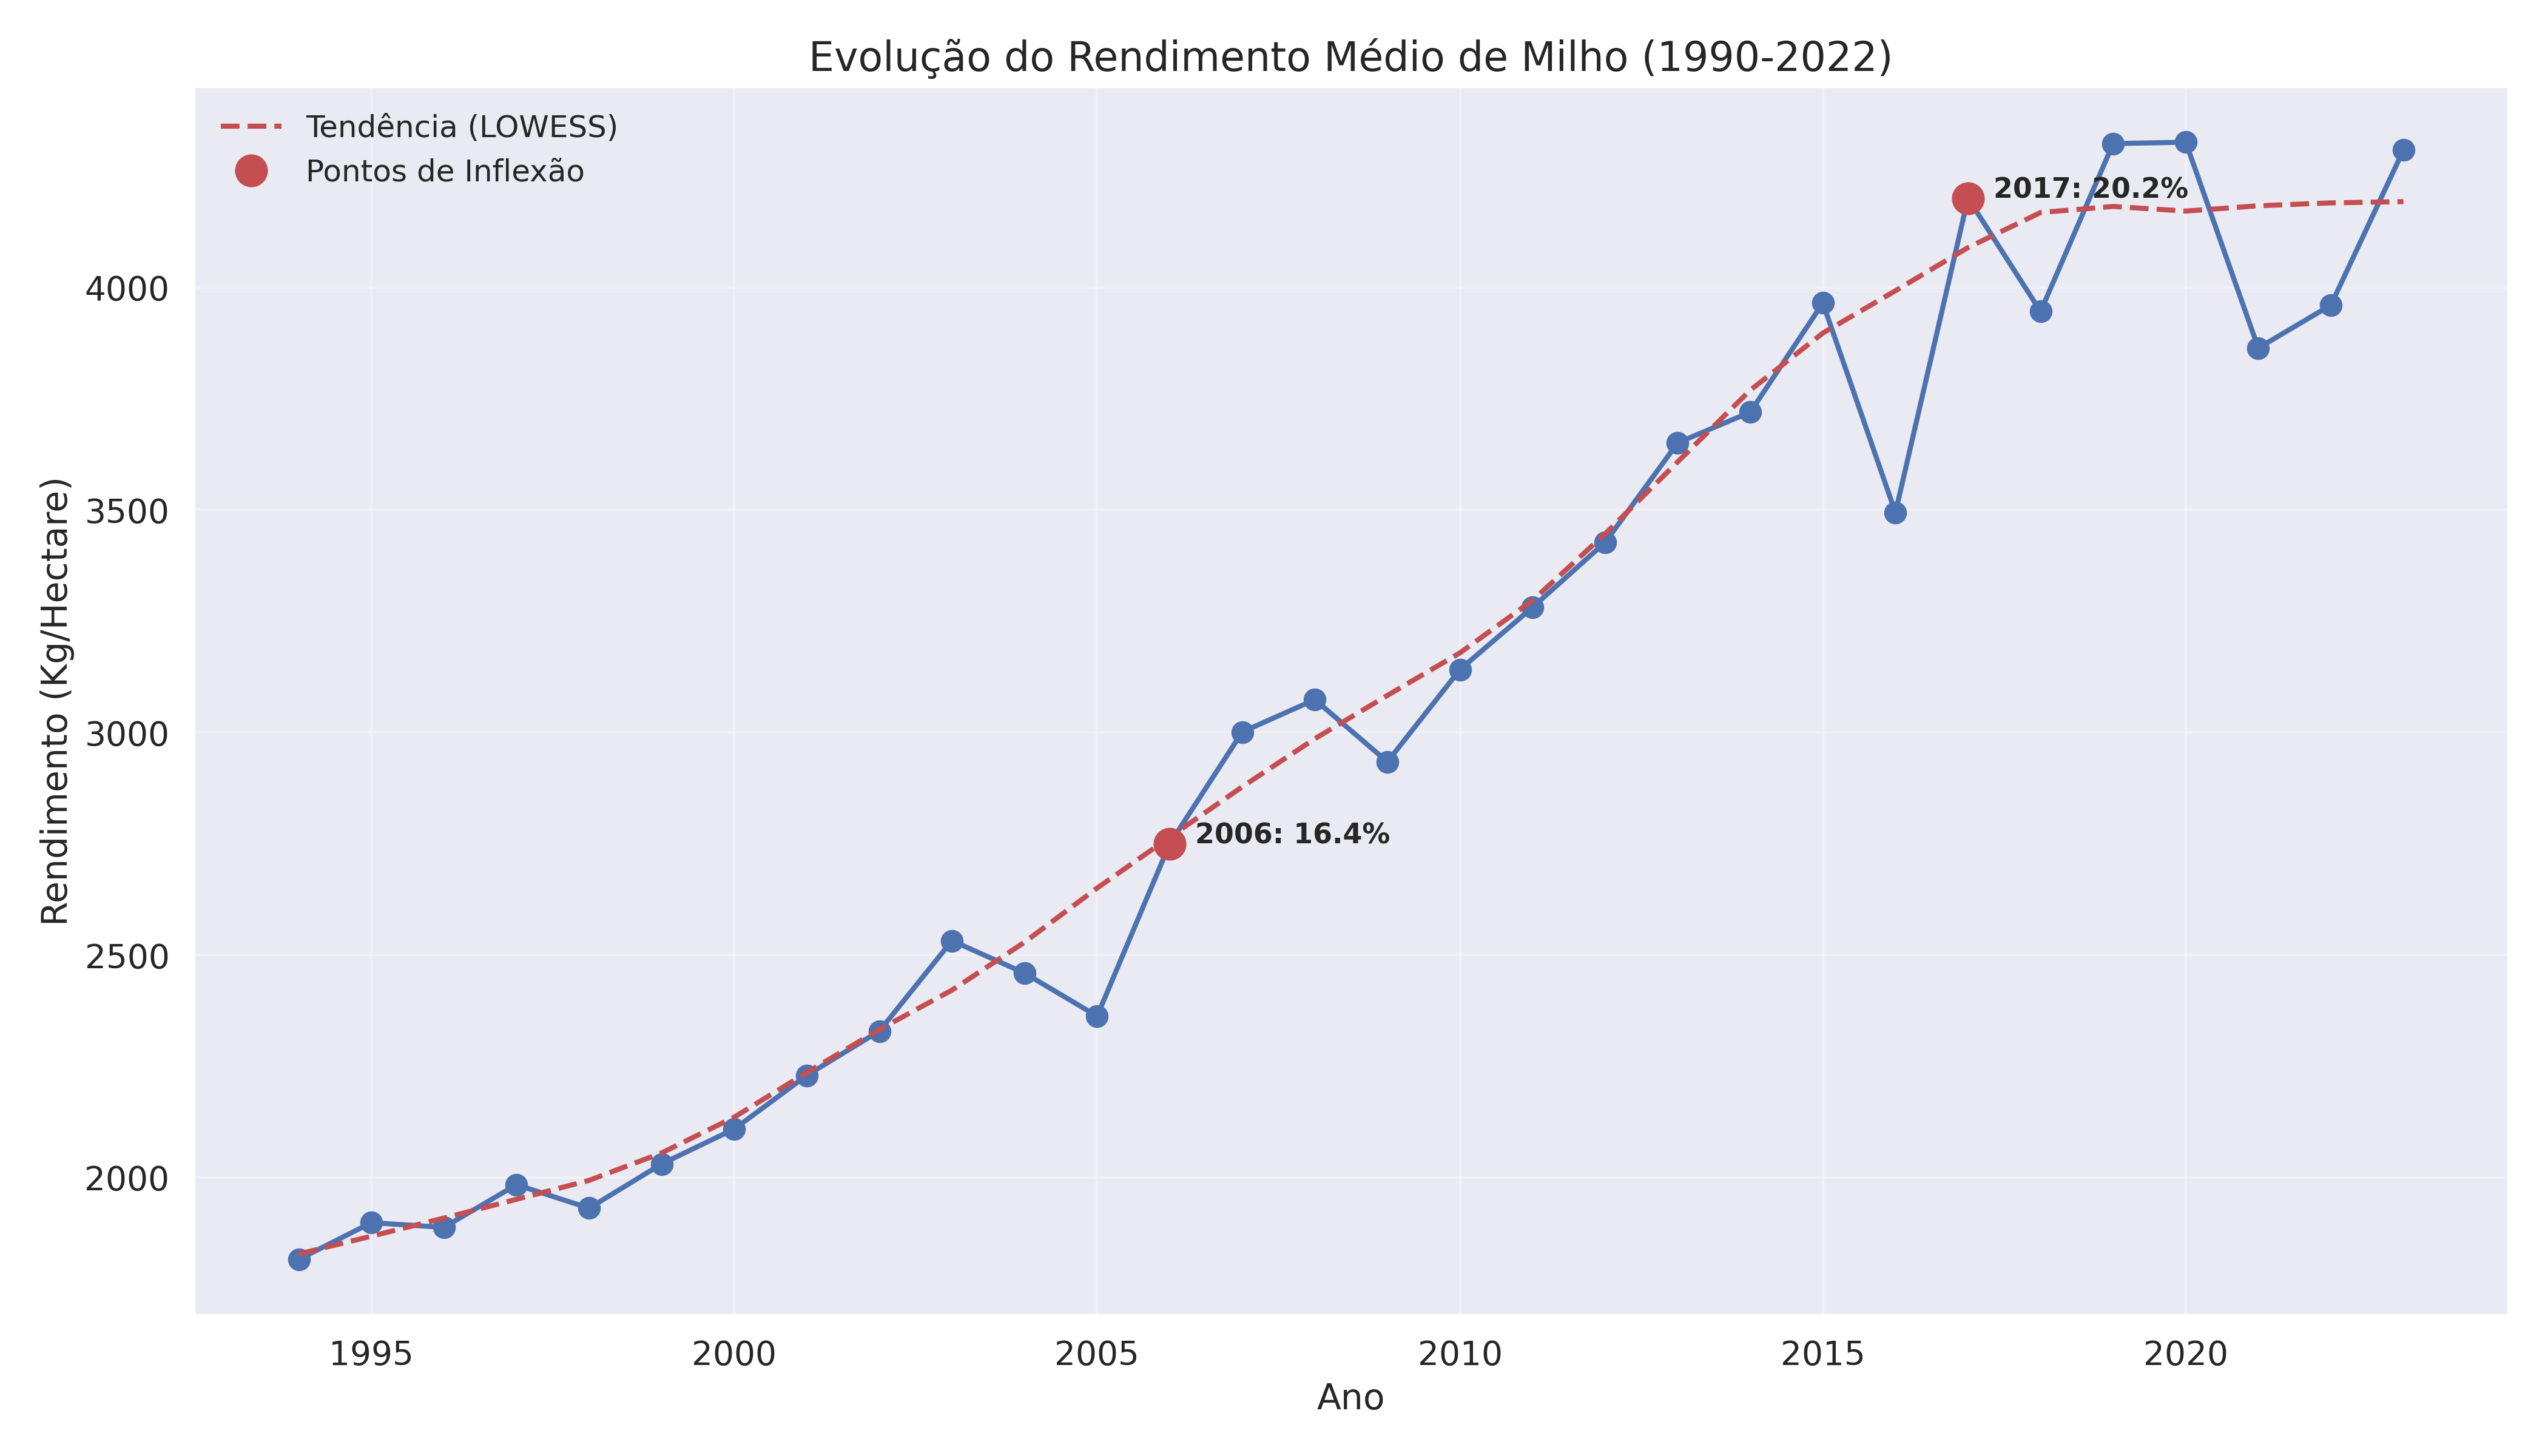 Evolução do Rendimento Médio de Milho (1990-2022)
Tendência (LOWESS)
Pontos de Inflexão
2017: 20.2%
2006: 16.4%
Rendimento (Kg/Hectare)
4000
3500
3000
2500
2000
1995 2000 2005 2010 2015 2020
Ano